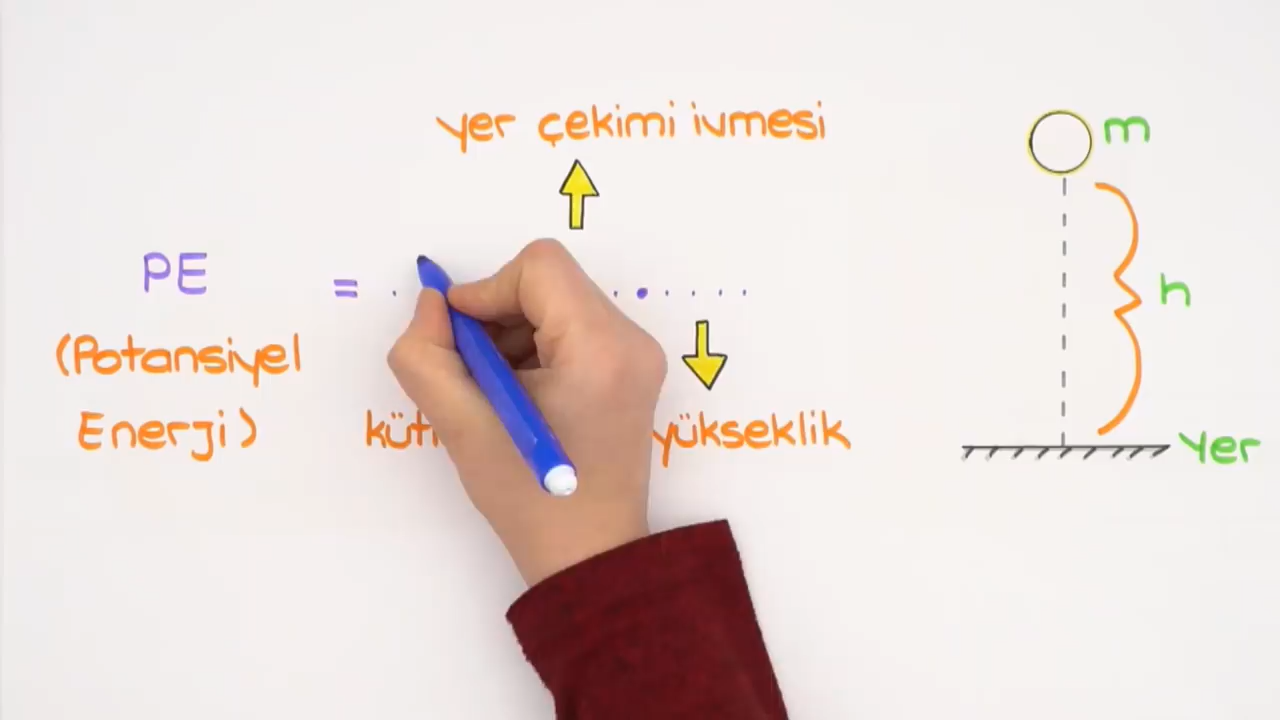 yer çekimi ivmesi
m
PE
=
h
(Potansiyel
Enerji)
yükseklik
yer